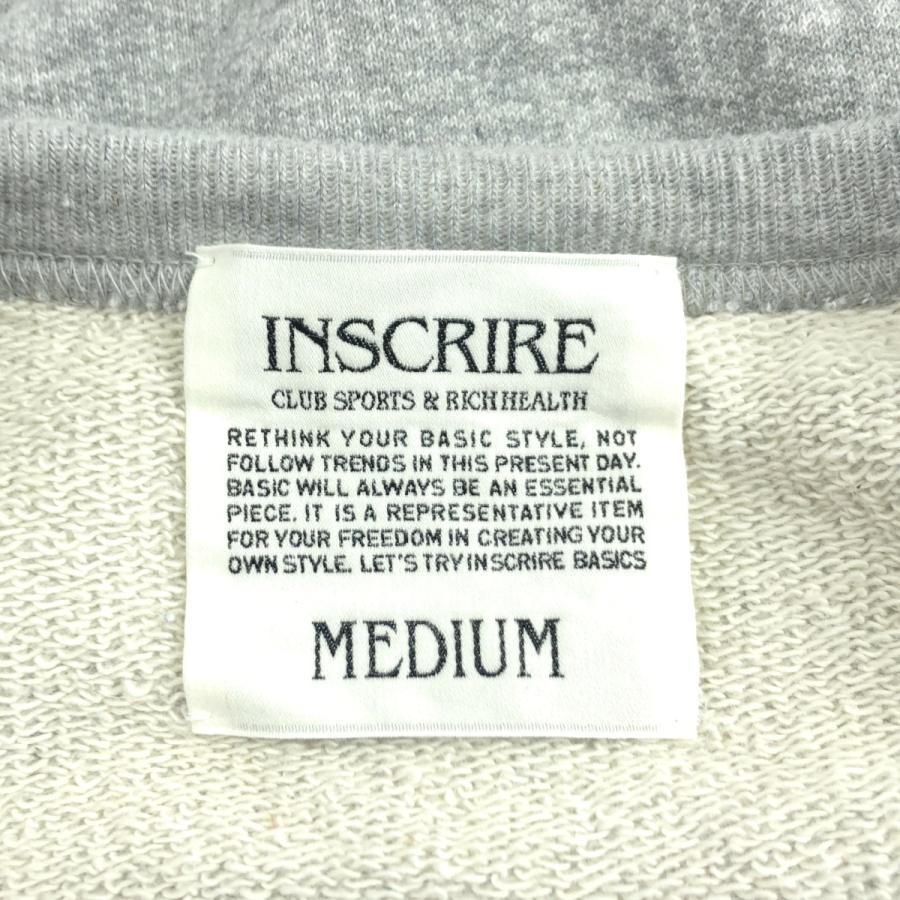 INSCRIRE
CLUB SPORTS & RICH HEALTH
RETHINK YOUR BASIC STYLE, NOT
FOLLOW TRENDS IN THIS PRESENT DAY.
BASIC WILL ALWAYS BE AN ESSENTIAL
PIECE. IT IS A REPRESENTATIVE ITEM
FOR YOUR FREEDOM IN CREATING YOUR
OWN STYLE. LET'S TRY INSCRIRE BASICS
MEDIUM